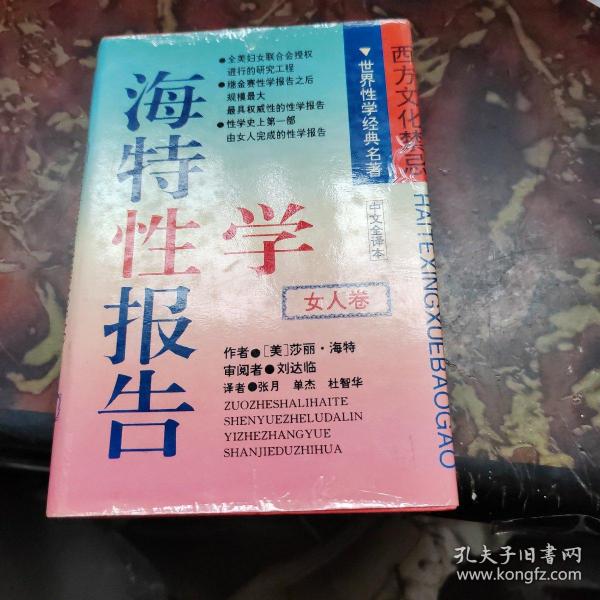 ●全美妇女联合会授权
进行的研究工程
●继金赛性学报告之后
规模最大
最具权威性的性学报告
●性学史上第一部
由女人完成的性学报告
▼世界性学经典名著
中文全译本
西方文化禁忌
HAITEXINGXUEBAOGAO
海特性学报告
女人卷
作者●［美］莎丽·海特
审阅者●刘达临
译者●张月 单杰 杜智华
ZUOZHESHALIHAITE
SHENYUEZHELUDALIN
YIZHEZHANGYUE
SHANJIEDUZHIHUA
孔夫子旧书网
www.kongfz.com